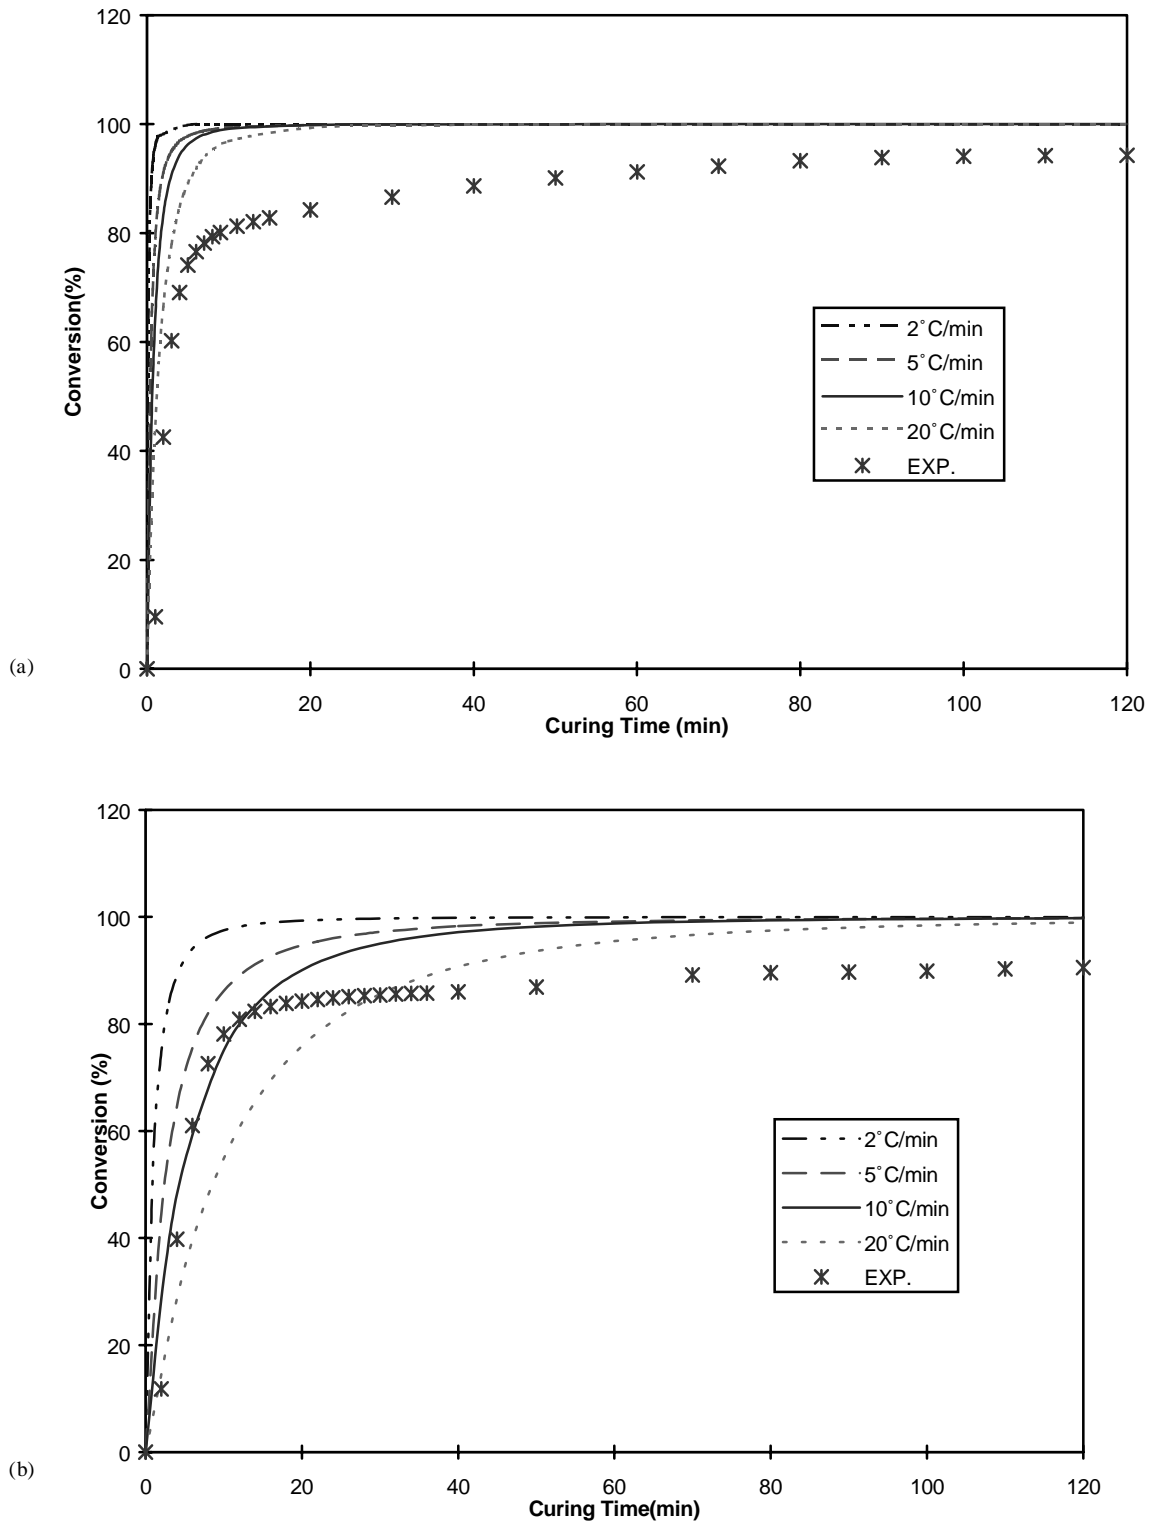 120
100
80
60
40
20
0
Conversion(%)
2˚C/min
5˚C/min
10˚C/min
20˚C/min
EXP.
(a)
0 20 40 60 80 100 120
Curing Time (min)
120
100
80
60
40
20
0
Conversion (%)
2˚C/min
5˚C/min
10˚C/min
20˚C/min
EXP.
(b)
0 20 40 60 80 100 120
Curing Time(min)